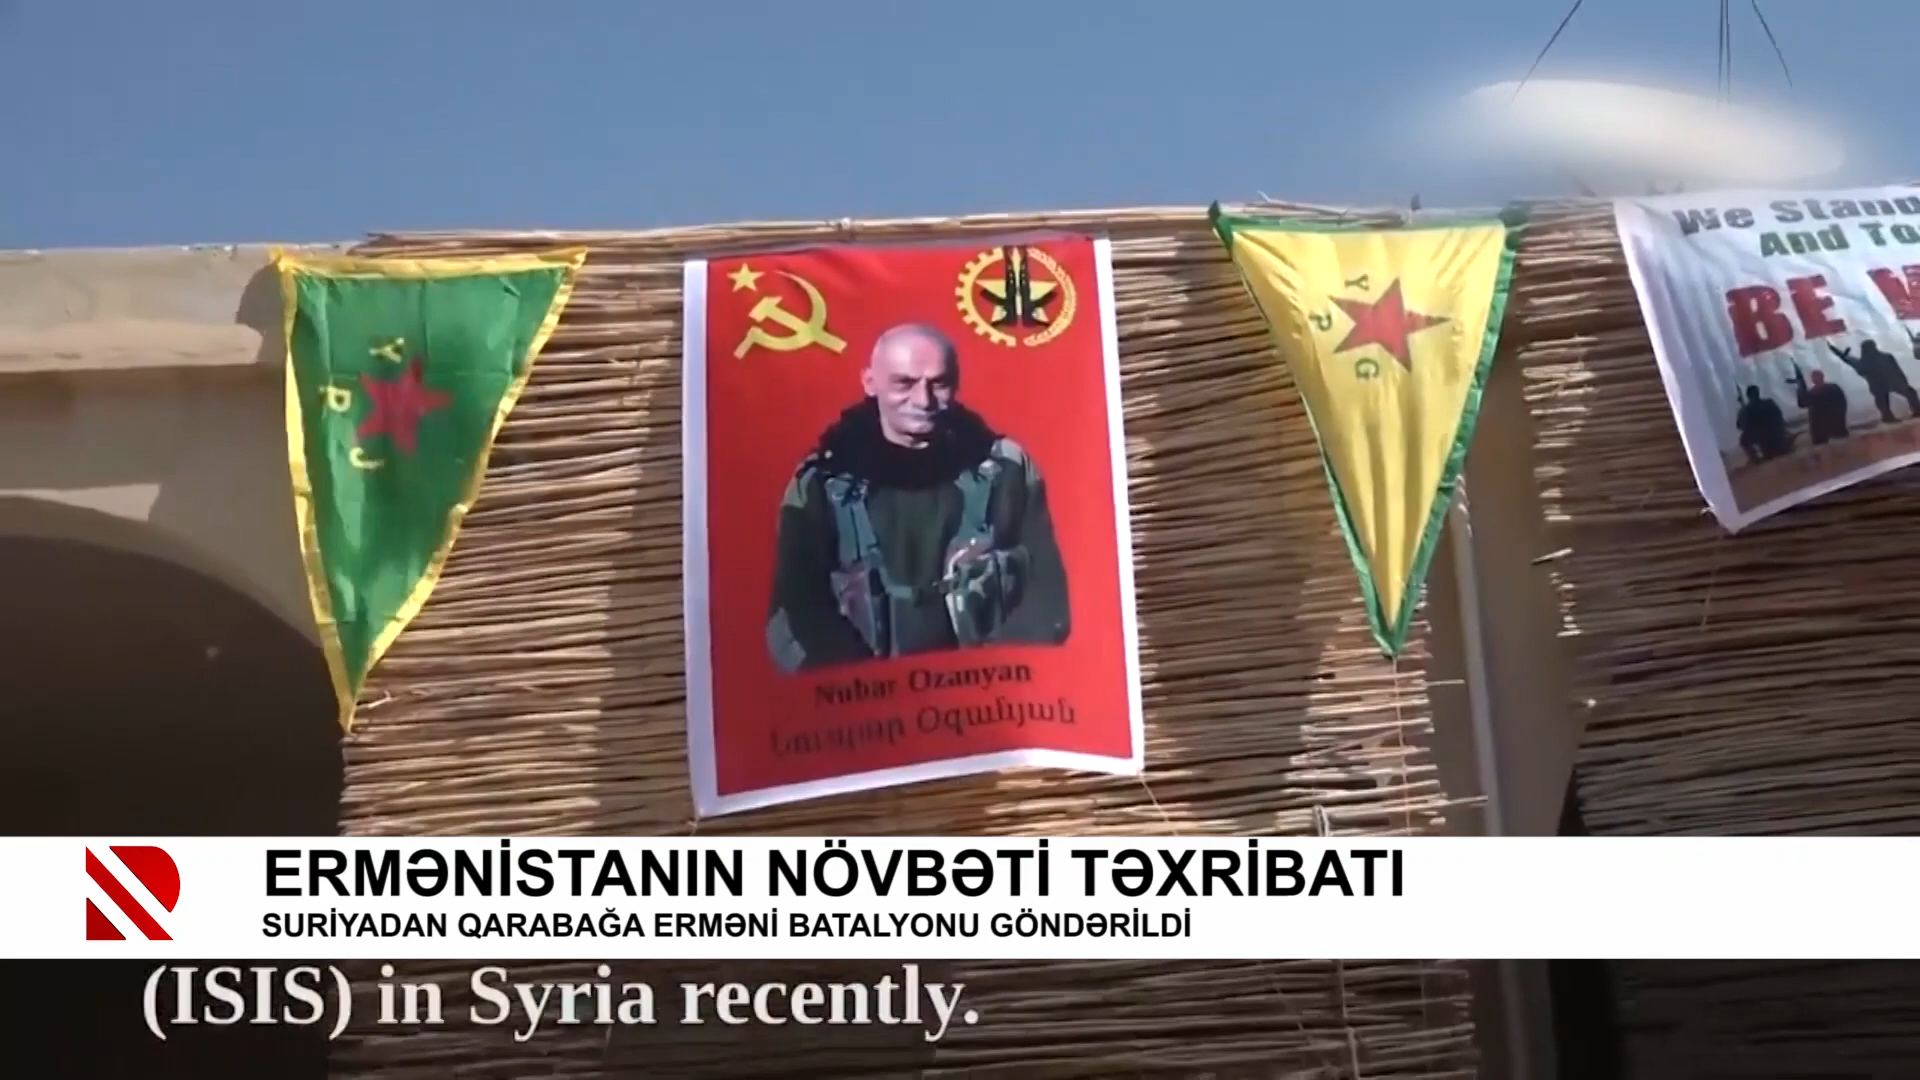 We Stand
And To
BE
Y
P
J
Y
P
G
Nubar Ozanyan
Նուպար Օզանյան
ERMƏNİSTANIN NÖVBƏTİ TƏXRİBATI
SURİYADAN QARABAĞA ERMƏNİ BATALYONU GÖNDƏRİLDİ
(ISIS) in Syria recently.